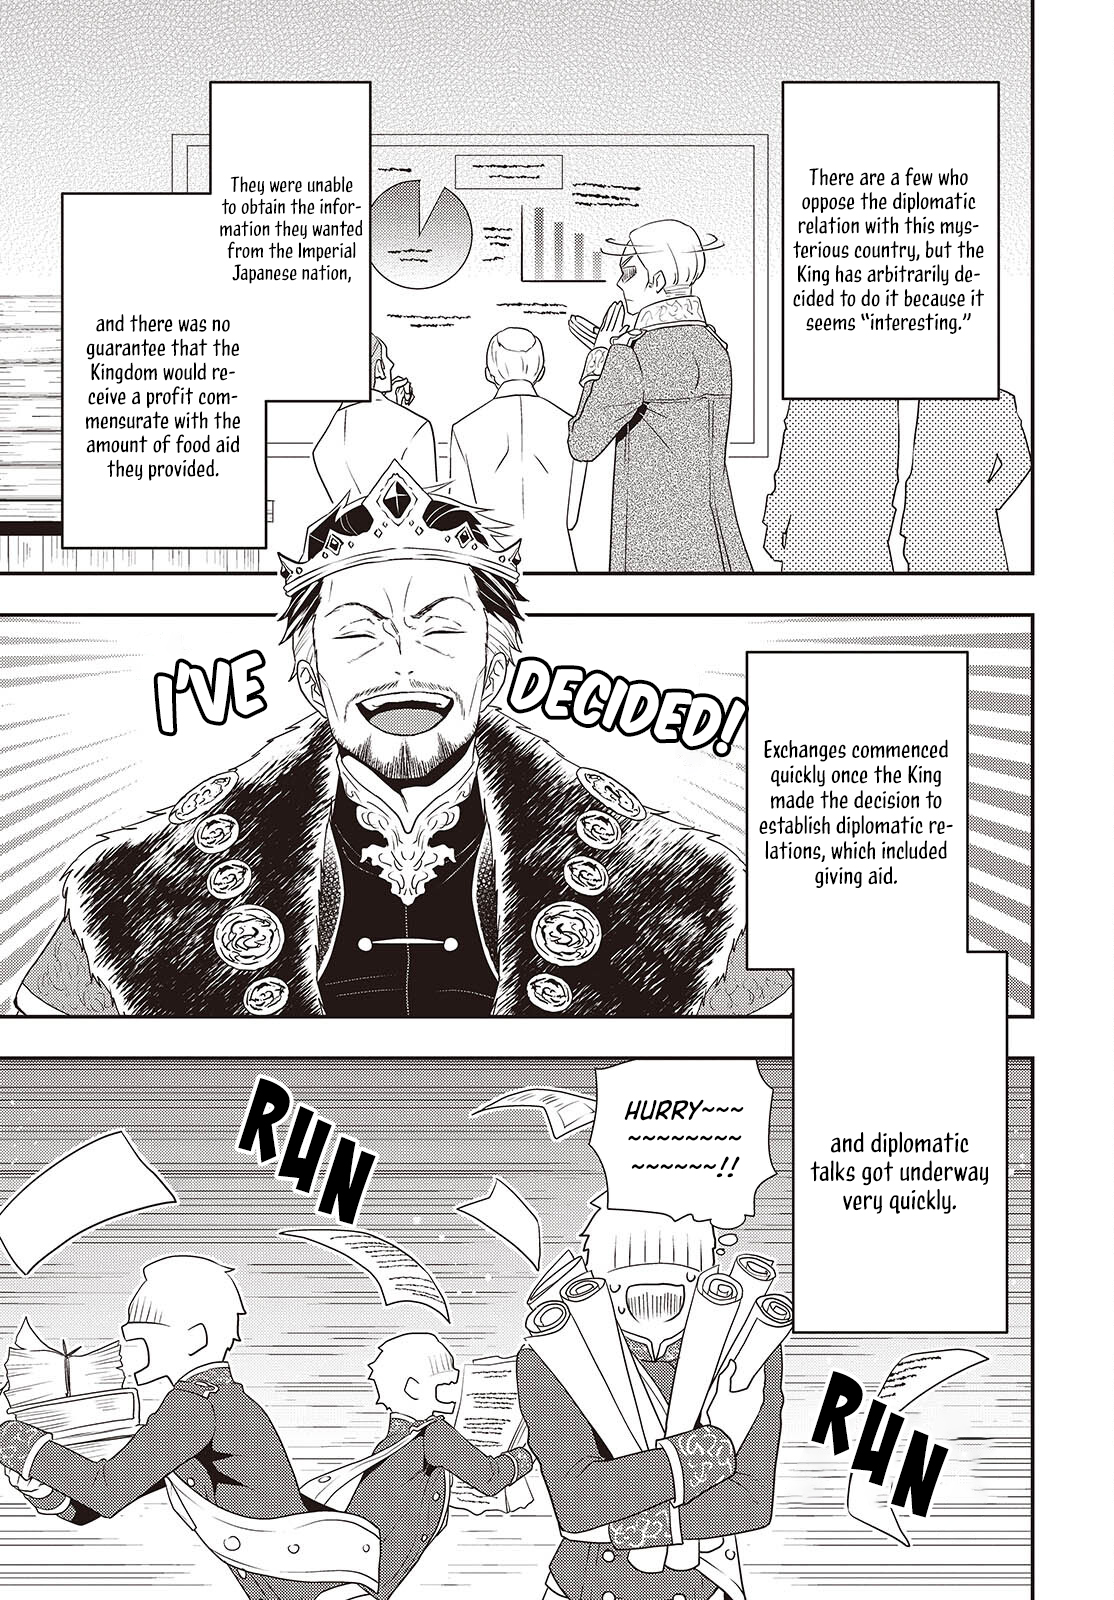 There are a few who
oppose the diplomatic
relation with this mys-
terious country, but the
King has arbitrarily de-
cided to do it because it
seems “interesting.”
They were unable
to obtain the infor-
mation they wanted
from the Imperial
Japanese nation,
and there was no
guarantee that the
Kingdom would re-
ceive a profit com-
mensurate with the
amount of food aid
they provided.
I'VE
DECIDED!
Exchanges commenced
quickly once the King
made the decision to
establish diplomatic re-
lations, which included
giving aid.
and diplomatic
talks got underway
very quickly.
HURRY~~~
~~~~~~~~
~~~~~~!!
RUN
RUN